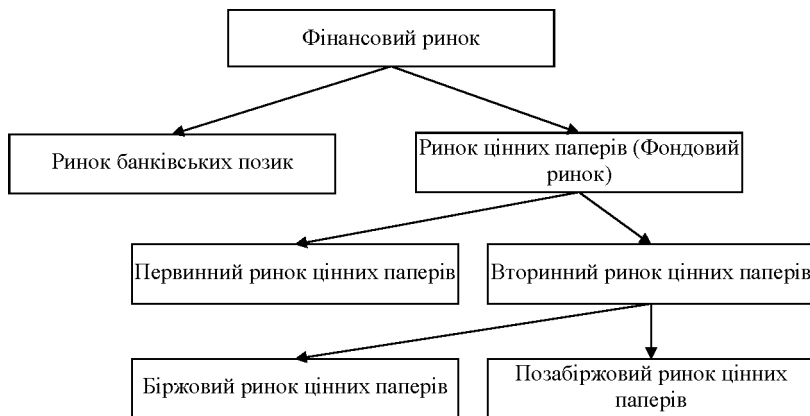 Фінансовий ринок
Ринок банківських позик
Ринок цінних паперів (Фондовий
ринок)
Первинний ринок цінних паперів
Вторинний ринок цінних паперів
Біржовий ринок цінних паперів
Позабіржовий ринок цінних
паперів